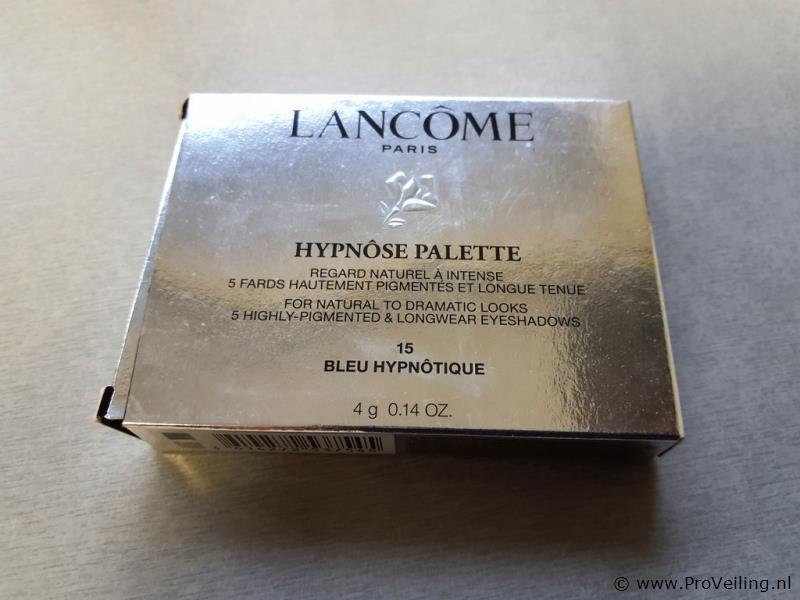 LANCÔME
PARIS
HYPNÔSE PALETTE
REGARD NATUREL À INTENSE
5 FARDS HAUTEMENT PIGMENTÉS ET LONGUE TENUE
FOR NATURAL TO DRAMATIC LOOKS
5 HIGHLY-PIGMENTED & LONGWEAR EYESHADOWS
15
BLEU HYPNÔTIQUE
4 g 0.14 OZ.
© www.ProVeiling.nl